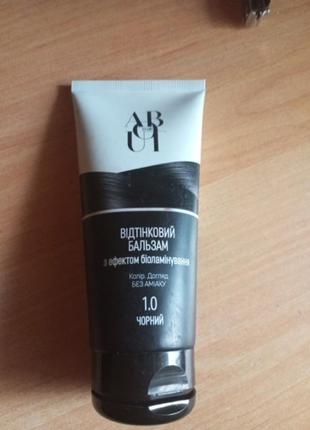 AB
UT
ВІДТІНКОВИЙ
БАЛЬЗАМ
з ефектом біоламінування
Колір. Догляд
БЕЗ АМІАКУ
1.0
ЧОРНИЙ